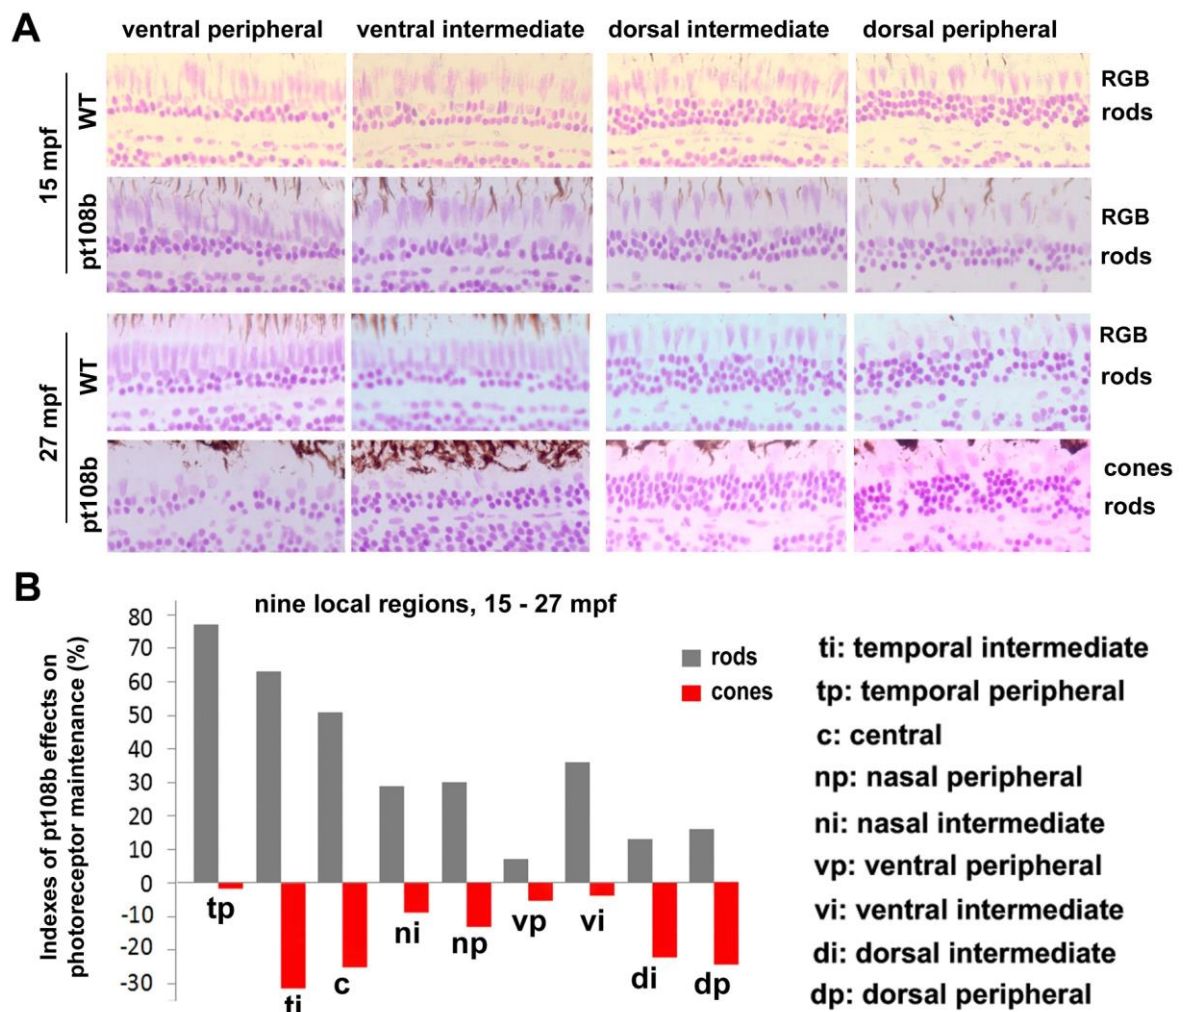 A
ventral peripheral ventral intermediate dorsal intermediate dorsal peripheral
15 mpf
WT
RGB
rods
pt108b
RGB
rods
27 mpf
WT
RGB
rods
pt108b
cones
rods
B
nine local regions, 15 - 27 mpf
Indexes of pt108b effects on
photoreceptor maintenance (%)
80
70
60
50
40
30
20
10
0
-10
-20
-30
tp
ti
c
ni
np
vp
vi
di
dp
rods
cones
ti: temporal intermediate
tp: temporal peripheral
c: central
np: nasal peripheral
ni: nasal intermediate
vp: ventral peripheral
vi: ventral intermediate
di: dorsal intermediate
dp: dorsal peripheral